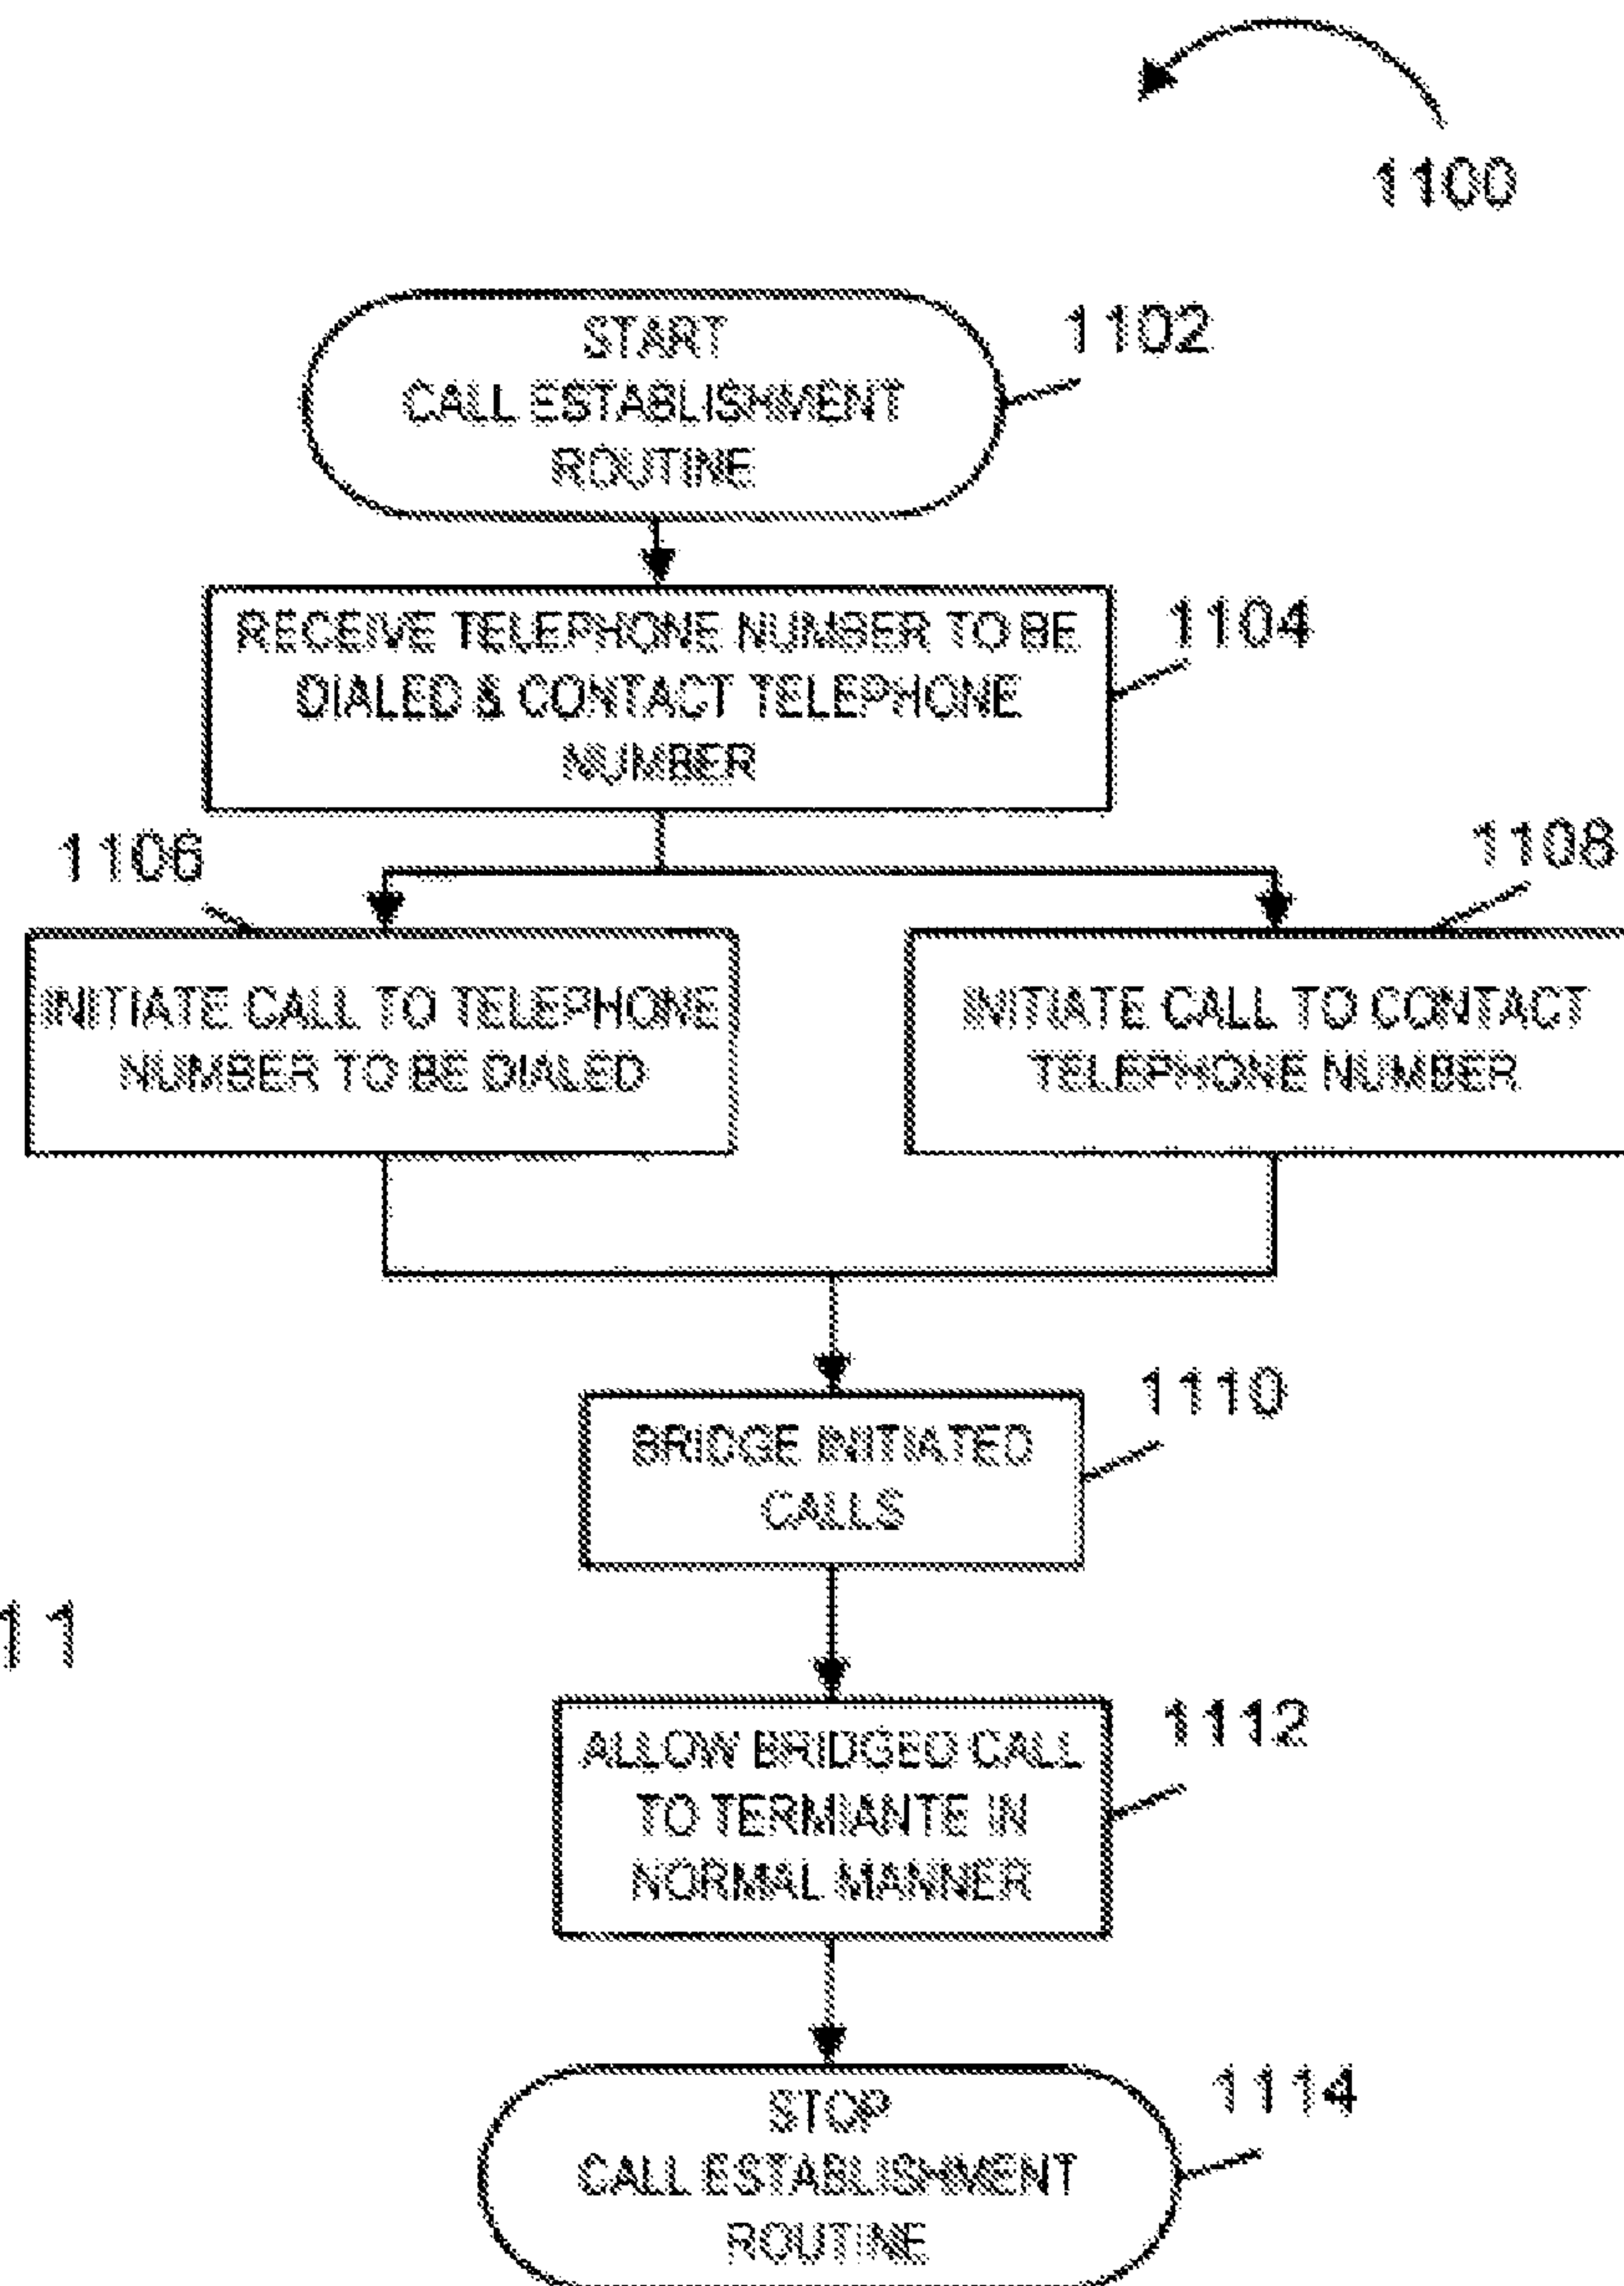 1100
START
CALL ESTABLISHMENT
ROUTINE
1102
RECEIVE TELEPHONE NUMBER TO BE
DIALED & CONTACT TELEPHONE
NUMBER
1104
1106
1108
INITIATE CALL TO TELEPHONE
NUMBER TO BE DIALED
INITIATE CALL TO CONTACT
TELEPHONE NUMBER
BRIDGE INITIATED
CALLS
1110
11
ALLOW BRIDGED CALL
TO TERMIANTE IN
NORMAL MANNER
1112
STOP
CALL ESTABLISHMENT
ROUTINE
1114